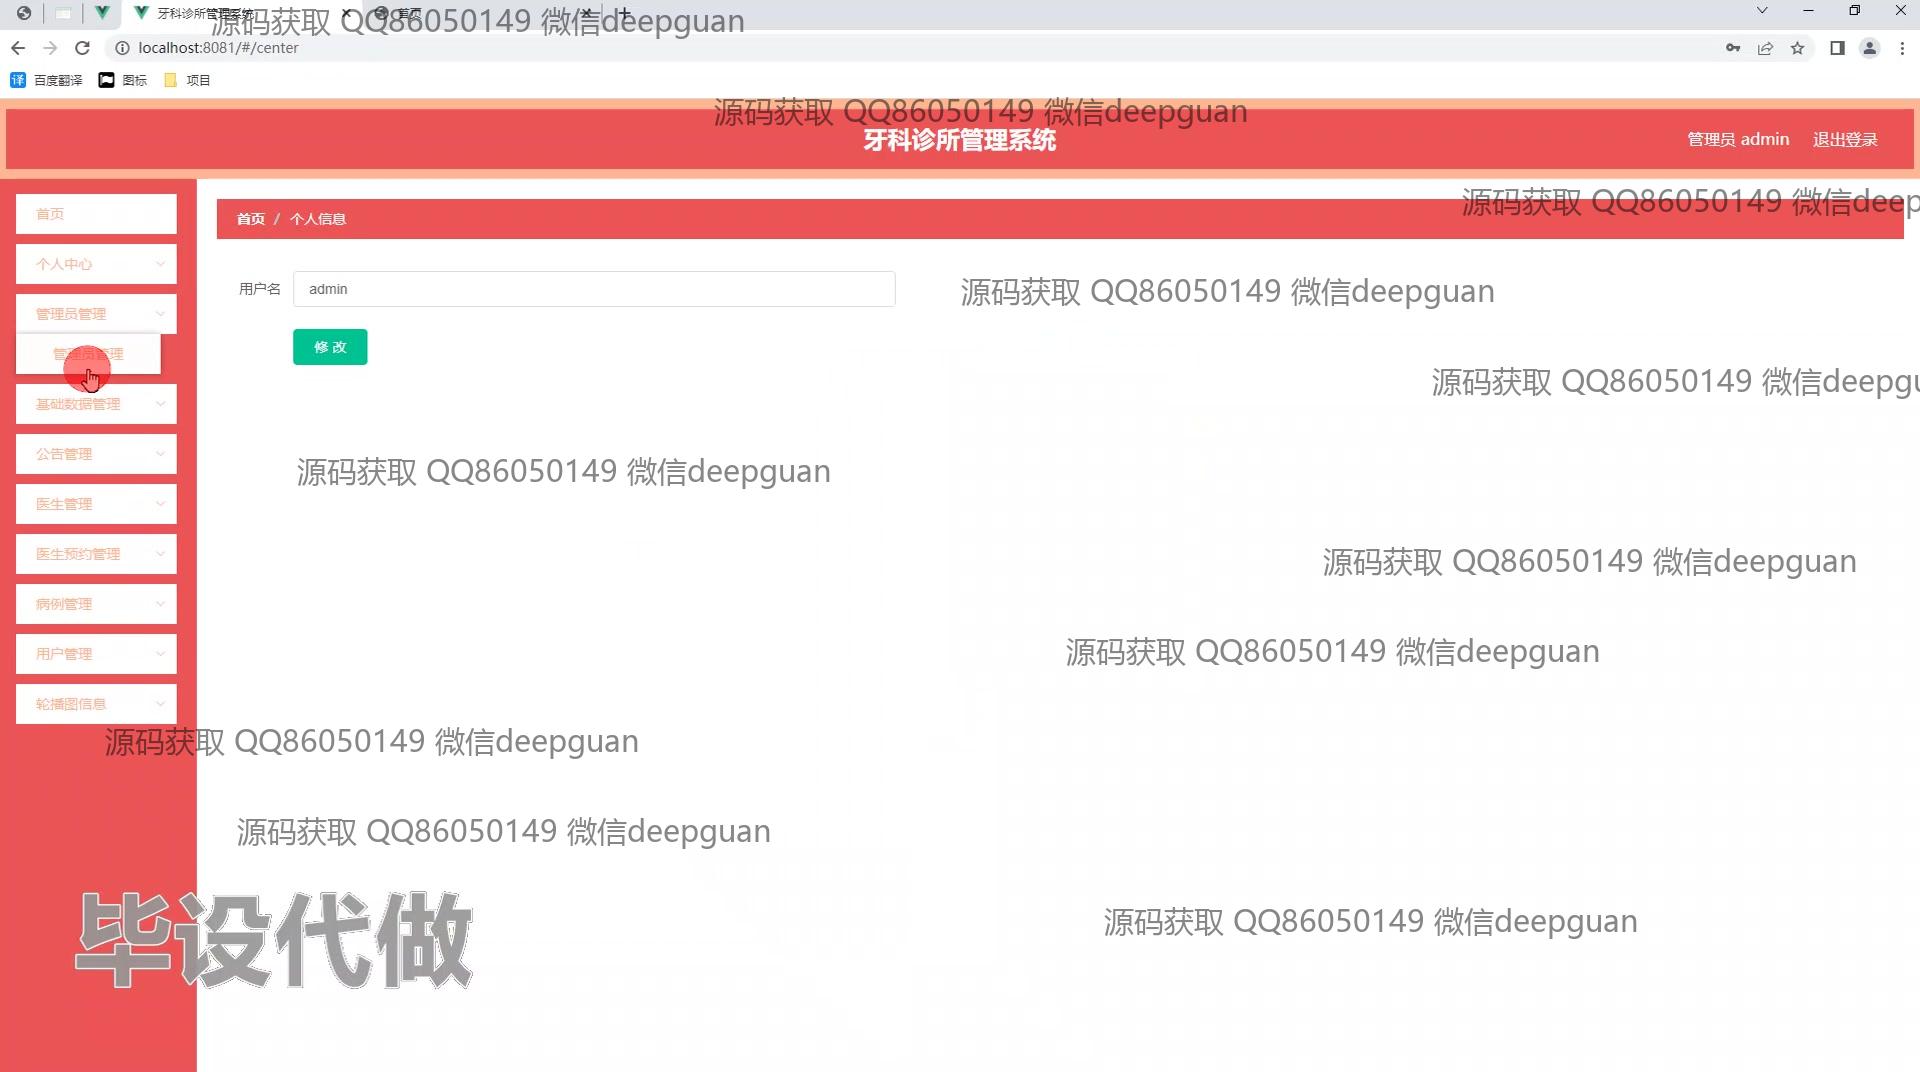 牙科诊所管理系统
首页
源码获取 QQ86050149 微信deepguan
localhost:8081/#/center
百度翻译
图标
项目
源码获取 QQ86050149 微信deepguan
牙科诊所管理系统
管理员 admin
退出登录
源码获取 QQ86050149 微信deep
首页
首页 / 个人信息
个人中心
用户名
admin
源码获取 QQ86050149 微信deepguan
管理员管理
修改
管理员管理
源码获取 QQ86050149 微信deepgu
基础数据管理
公告管理
源码获取 QQ86050149 微信deepguan
医生管理
医生预约管理
源码获取 QQ86050149 微信deepguan
病例管理
用户管理
源码获取 QQ86050149 微信deepguan
轮播图信息
源码获取 QQ86050149 微信deepguan
源码获取 QQ86050149 微信deepguan
毕设代做
源码获取 QQ86050149 微信deepguan